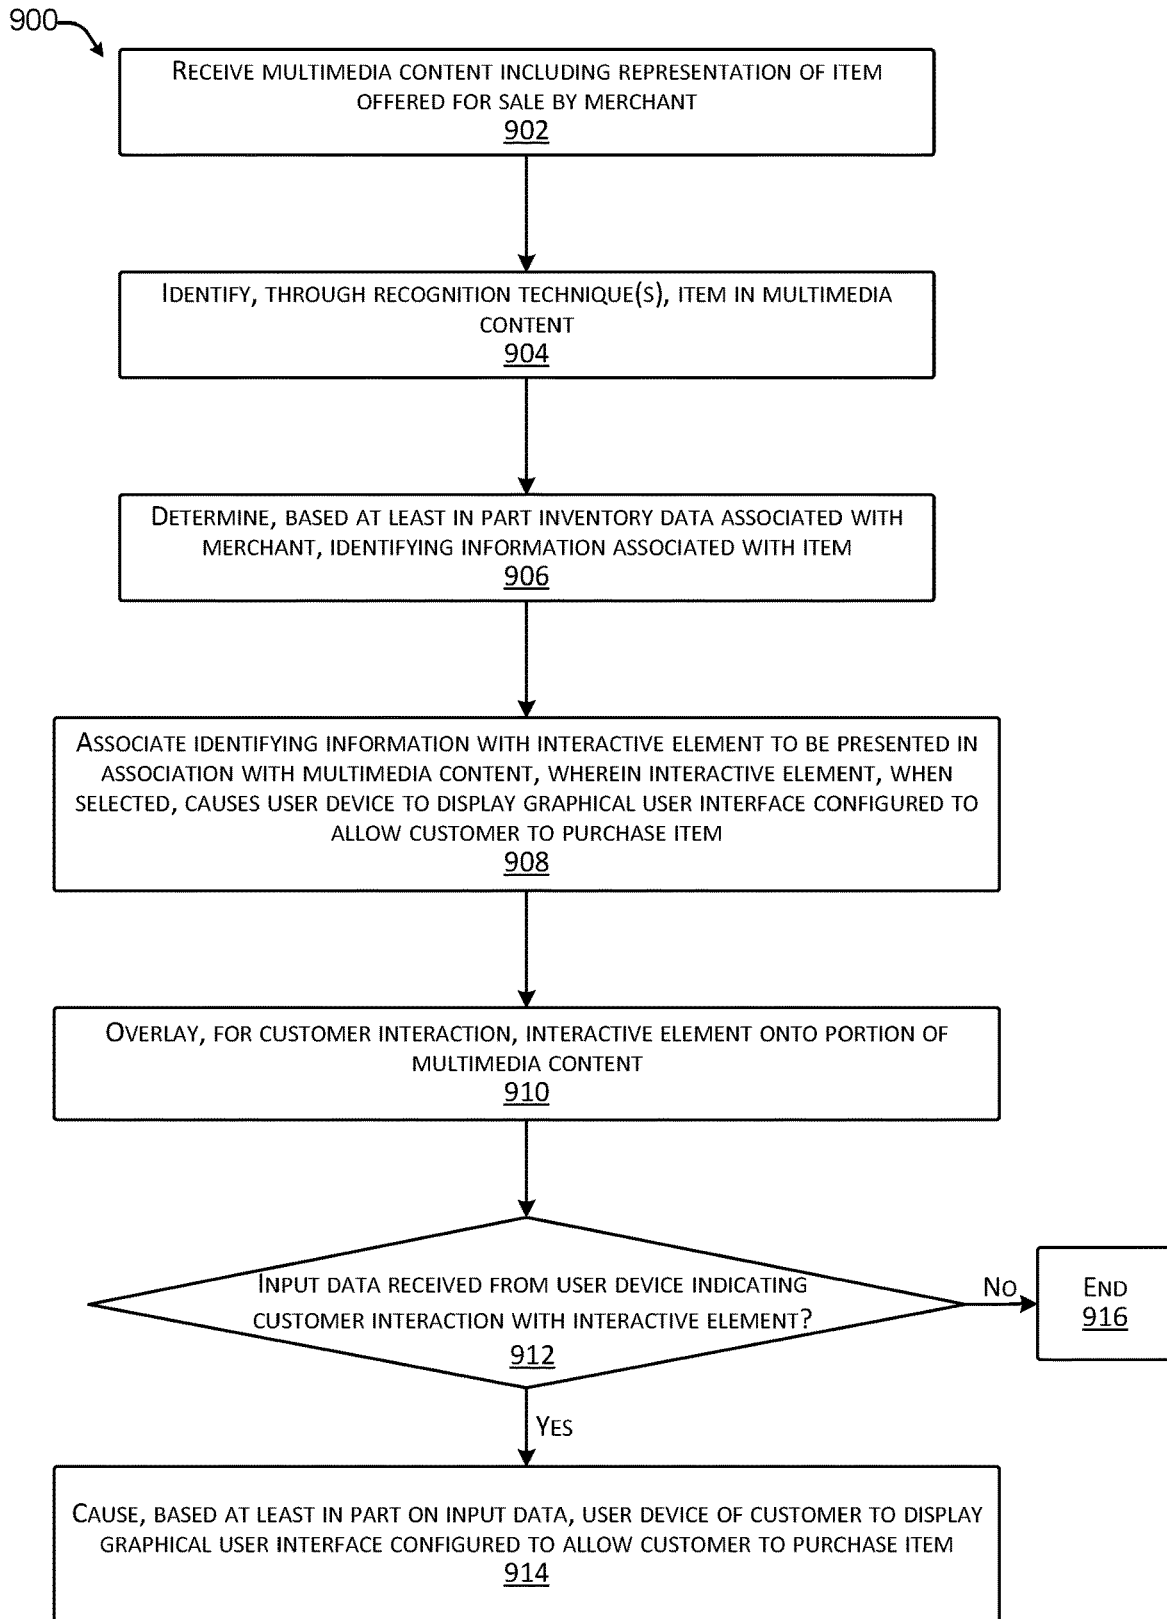 900
RECEIVE MULTIMEDIA CONTENT INCLUDING REPRESENTATION OF ITEM
OFFERED FOR SALE BY MERCHANT
902
IDENTIFY, THROUGH RECOGNITION TECHNIQUE(S), ITEM IN MULTIMEDIA
CONTENT
904
DETERMINE, BASED AT LEAST IN PART INVENTORY DATA ASSOCIATED WITH
MERCHANT, IDENTIFYING INFORMATION ASSOCIATED WITH ITEM
906
ASSOCIATE IDENTIFYING INFORMATION WITH INTERACTIVE ELEMENT TO BE PRESENTED IN
ASSOCIATION WITH MULTIMEDIA CONTENT, WHEREIN INTERACTIVE ELEMENT, WHEN
SELECTED, CAUSES USER DEVICE TO DISPLAY GRAPHICAL USER INTERFACE CONFIGURED TO
ALLOW CUSTOMER TO PURCHASE ITEM
908
OVERLAY, FOR CUSTOMER INTERACTION, INTERACTIVE ELEMENT ONTO PORTION OF
MULTIMEDIA CONTENT
910
INPUT DATA RECEIVED FROM USER DEVICE INDICATING
CUSTOMER INTERACTION WITH INTERACTIVE ELEMENT?
912
NO
END
916
YES
CAUSE, BASED AT LEAST IN PART ON INPUT DATA, USER DEVICE OF CUSTOMER TO DISPLAY
GRAPHICAL USER INTERFACE CONFIGURED TO ALLOW CUSTOMER TO PURCHASE ITEM
914